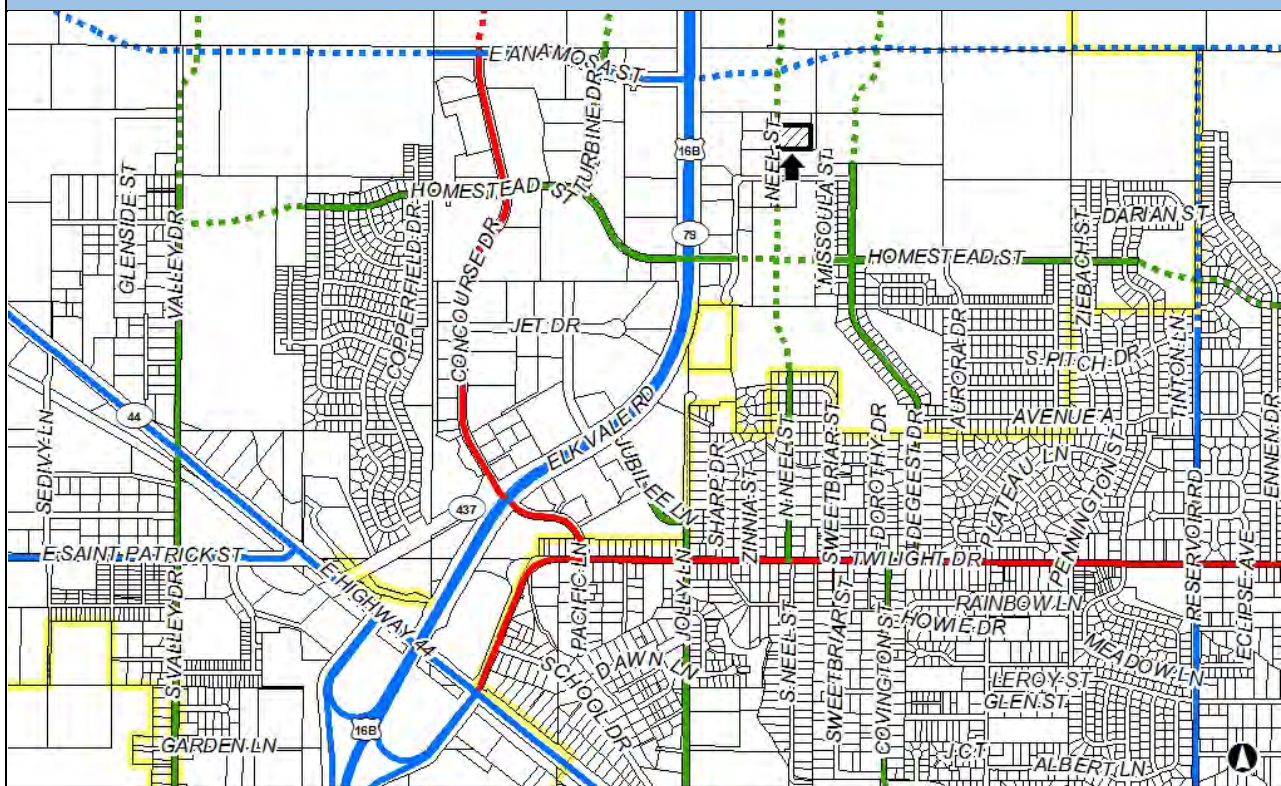 E ANAMOSA ST
TURBINE DR
16B
NEEL ST
MISSOULA ST
GLENSIDE ST
VALLEY DR
HOMESTEAD ST
COPPERFIELD DR
CONCOURSE DR
79
HOMESTEAD ST
ZIEBACH ST
DARIAN ST
JET DR
AURORA DR
S PITCH DR
TINTON LN
44
ELK VALE RD
AVENUE A
SEDIVY LN
JUBILEE LN
SHARP DR
ZINNIA ST
N NEEL ST
SWEETBRIAR ST
DOROTHY DR
DEGEEST DR
PLATEAU LN
PENNINGTON ST
RESERVOIR RD
ENNEN DR
437
E SAINT PATRICK ST
E HIGHWAY 44
PACIFIC LN
TWILIGHT DR
ECLIPSE AVE
S VALLEY DR
JOLLY LN
S NEEL ST
SWEETBRIAR ST
COVINGTON ST
RAINBOW LN
HOWIE DR
MEADOW LN
DAWN LN
SCHOOL DR
LEROY ST
GLEN ST
16B
GARDEN LN
J CT
ALBERT LN